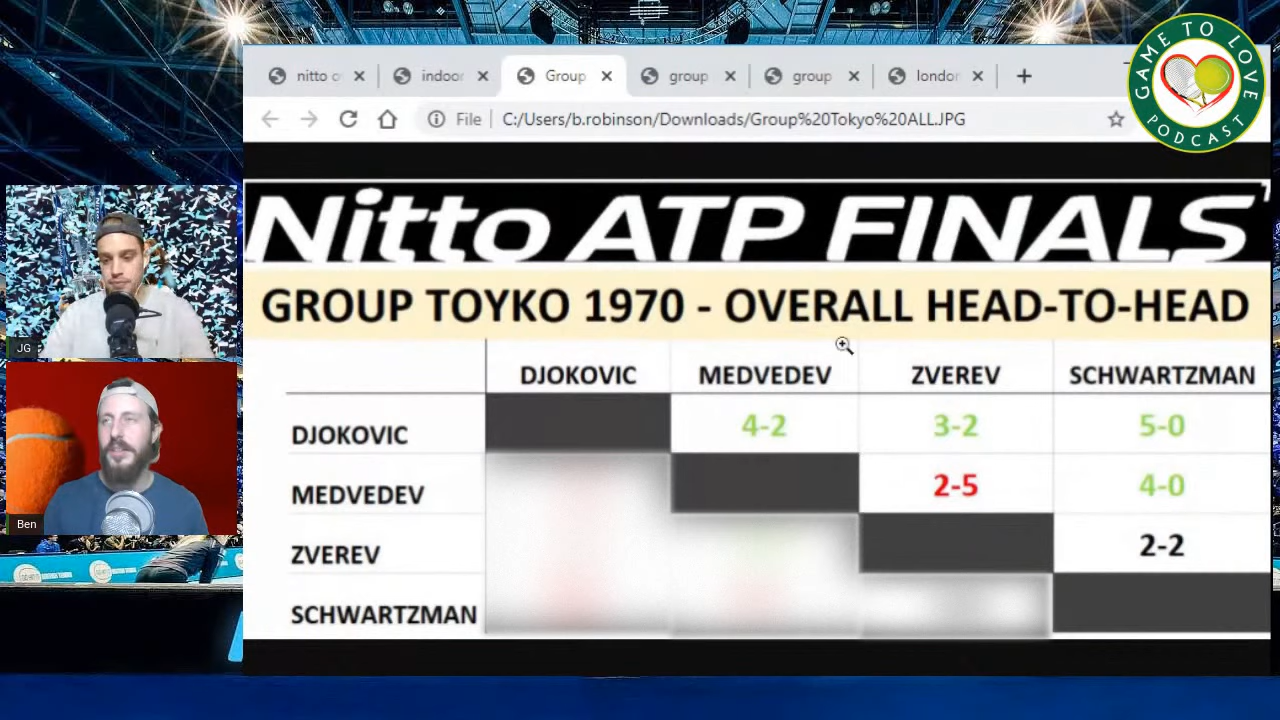 nitto o
indoor
Group
group
group
londor
File
C:/Users/b.robinson/Downloads/Group%20Tokyo%20ALL.JPG
GAME TO LOVE
PODCAST
Nitto ATP FINALS
GROUP TOYKO 1970 - OVERALL HEAD-TO-HEAD
DJOKOVIC MEDVEDEV ZVEREV SCHWARTZMAN
DJOKOVIC 4-2 3-2 5-0
MEDVEDEV 2-5 4-0
ZVEREV 2-2
SCHWARTZMAN
JG
Ben